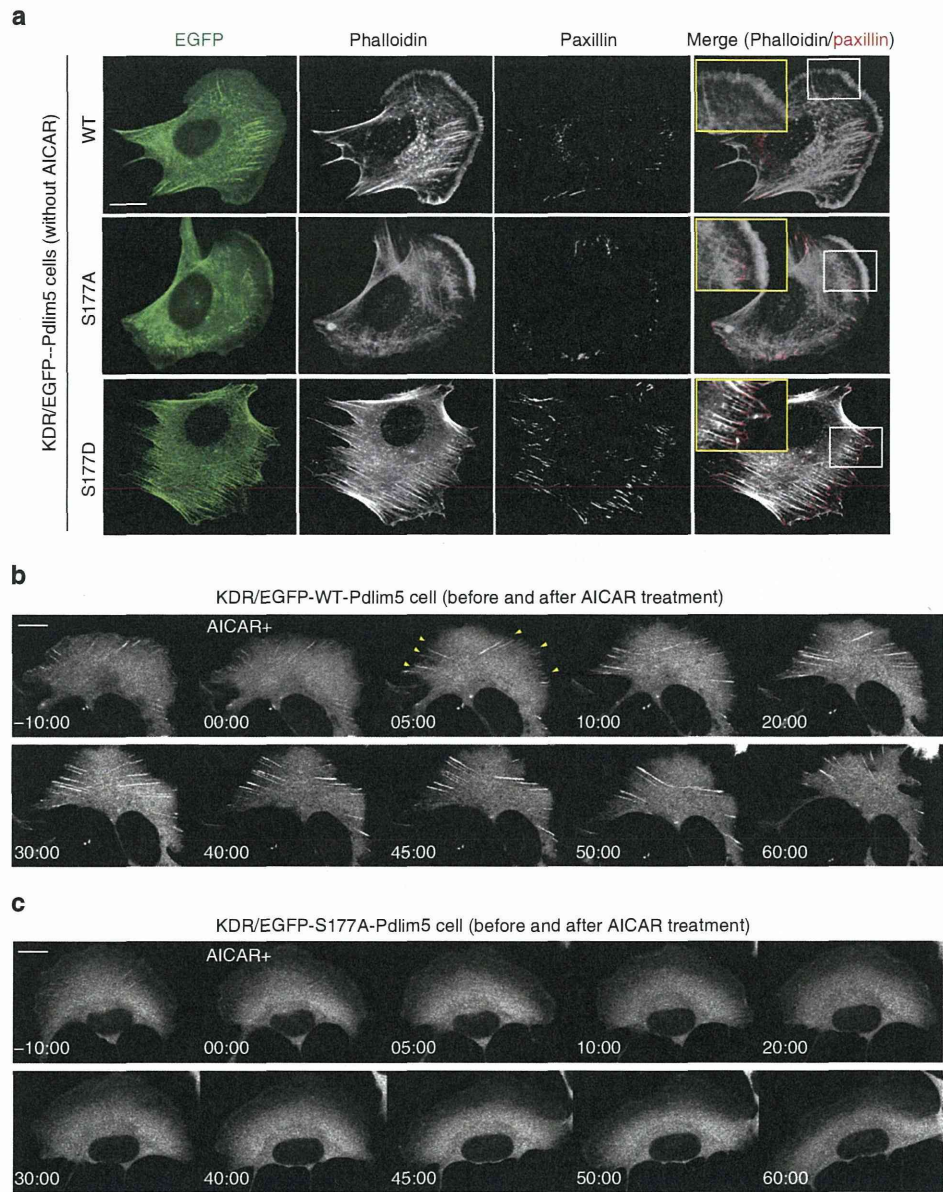 a
EGFP
Phalloidin
Paxillin
Merge (Phalloidin/paxillin)
KDR/EGFP--Pdlim5 cells (without AICAR)
WT
S177A
S177D
b
KDR/EGFP-WT-Pdlim5 cell (before and after AICAR treatment)
AICAR+
–10:00
00:00
05:00
10:00
20:00
30:00
40:00
45:00
50:00
60:00
c
KDR/EGFP-S177A-Pdlim5 cell (before and after AICAR treatment)
AICAR+
–10:00
00:00
05:00
10:00
20:00
30:00
40:00
45:00
50:00
60:00